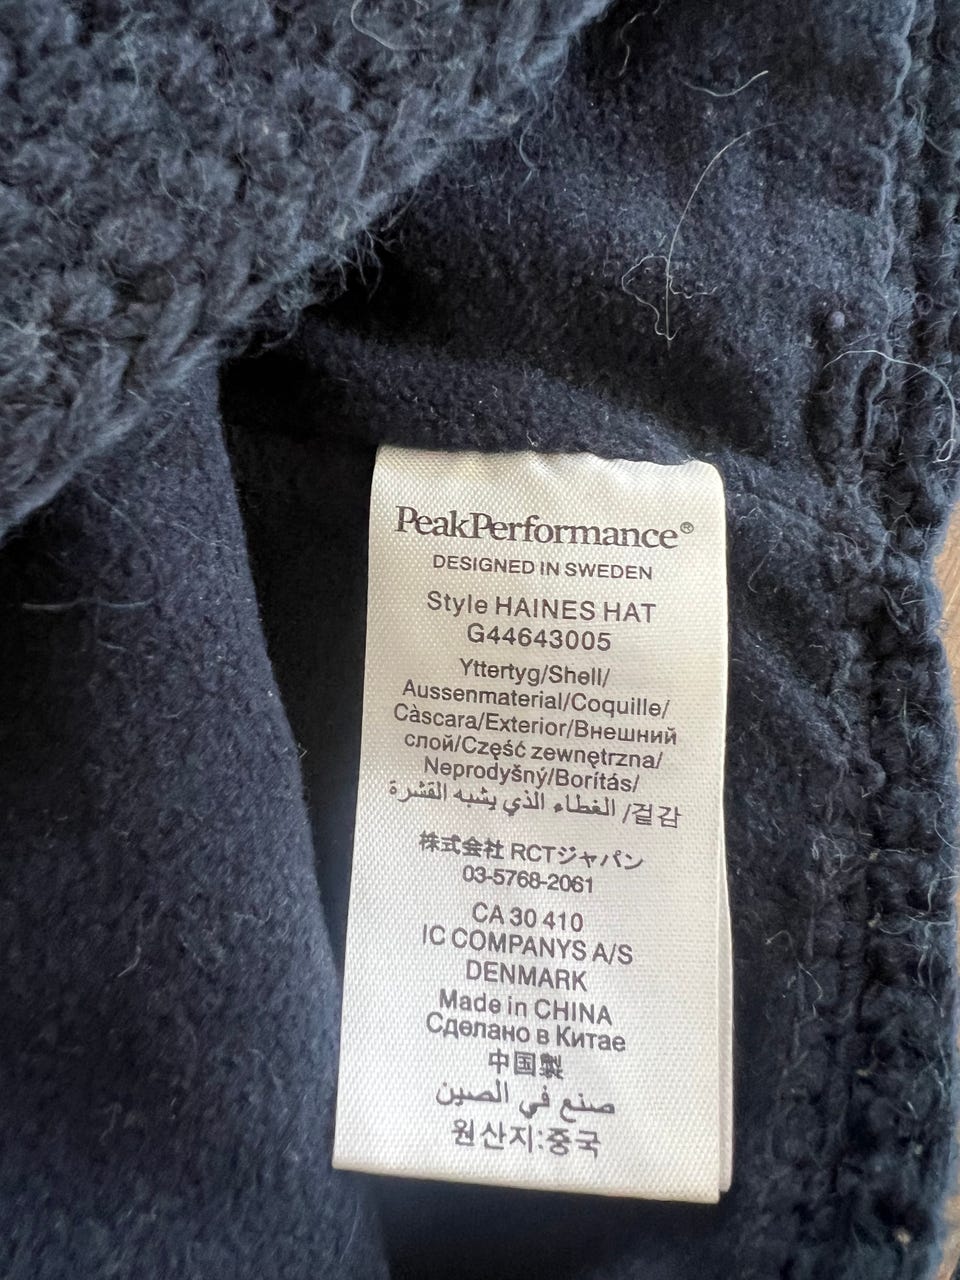 PeakPerformance®
DESIGNED IN SWEDEN
Style HAINES HAT
G44643005
Yttertyg/Shell/
Aussenmaterial/Coquille/
Càscara/Exterior/Внешний
слой/Część zewnętrzna/
Neprodyšný/Borítás/
الغطاء الذي يشبه القشرة /겉감
株式会社 RCTジャパン
03-5768-2061
CA 30 410
IC COMPANYS A/S
DENMARK
Made in CHINA
Сделано в Китае
中国製
صنع في الصين
원산지:중국